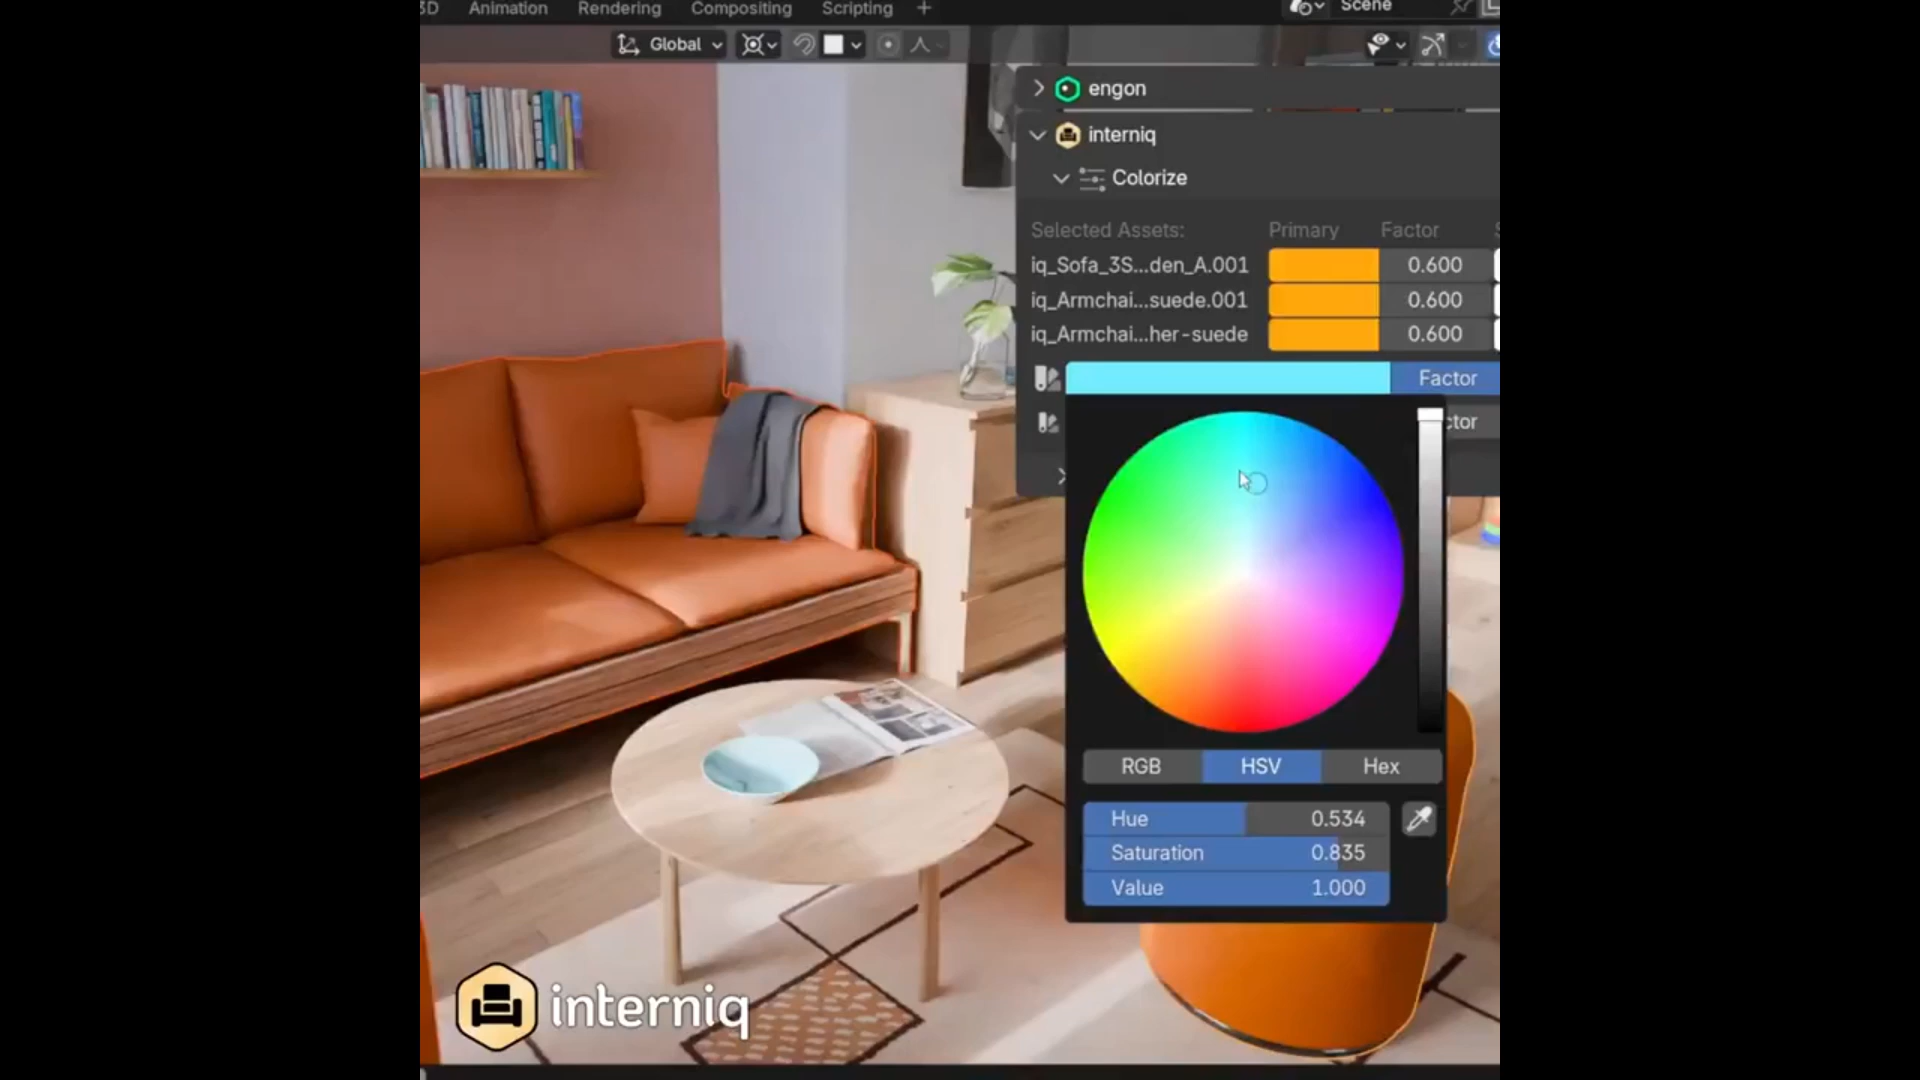 3D Animation Rendering Compositing Scripting +
Scene
Global
engon
interniq
Colorize
Selected Assets: Primary Factor
iq_Sofa_3S...den_A.001 0.600
iq_Armchai...suede.001 0.600
iq_Armchai...her-suede 0.600
Factor
ctor
RGB HSV Hex
Hue 0.534
Saturation 0.835
Value 1.000
interniq